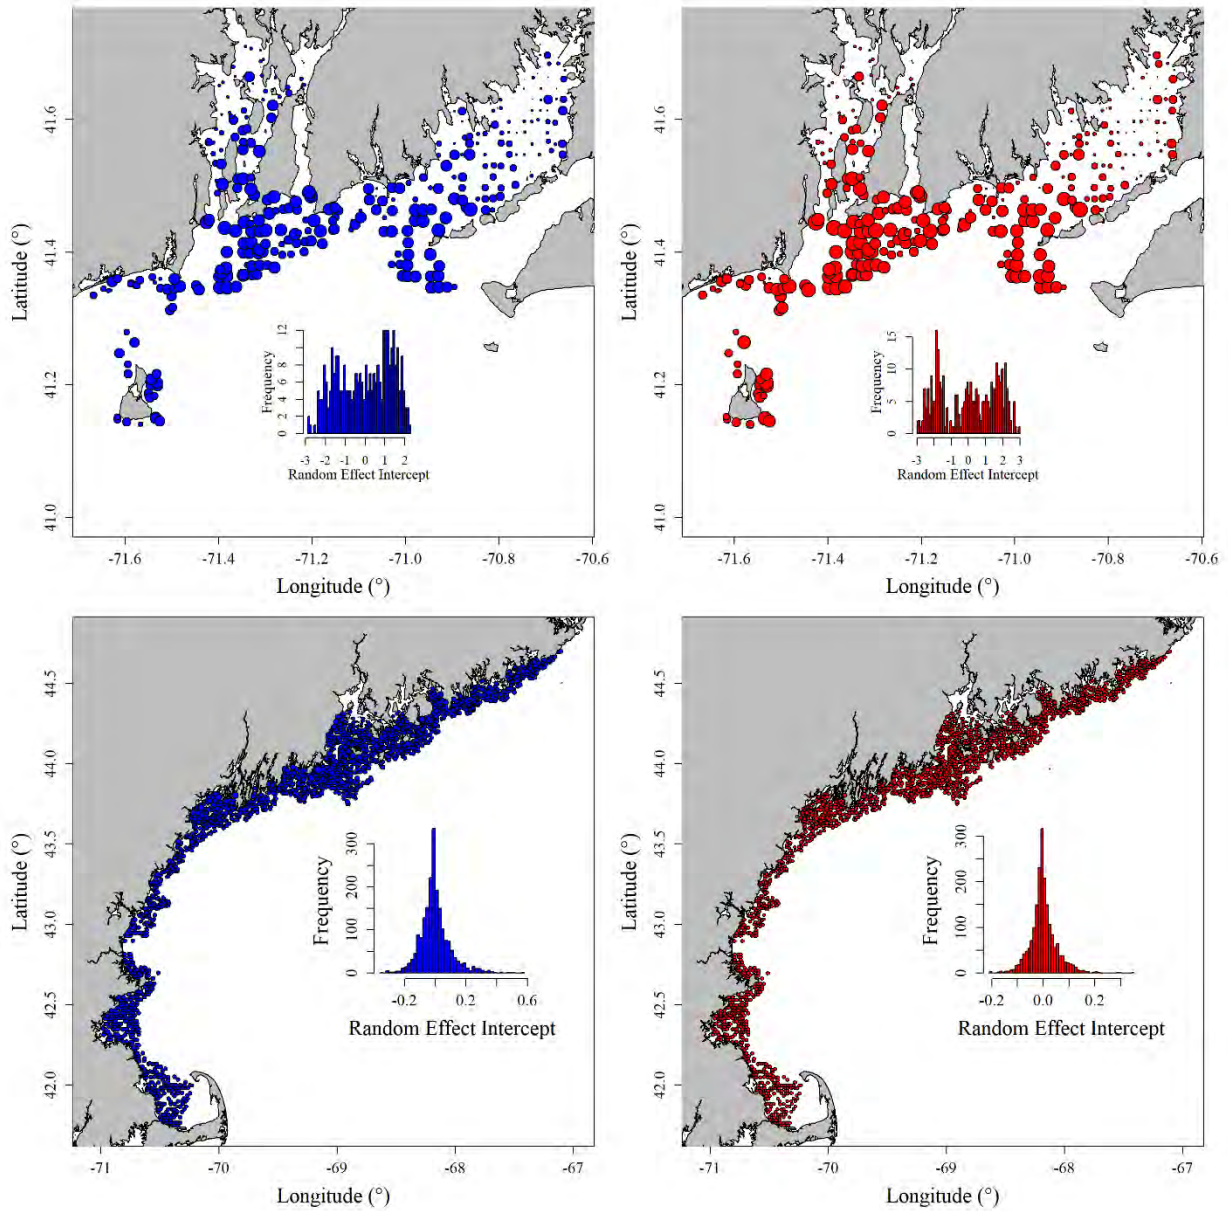 41.6
41.4
41.2
41.0
Latitude (°)
12
10
8
6
4
2
0
Frequency
-3 -2 -1 0 1 2
Random Effect Intercept
-71.6 -71.4 -71.2 -71.0 -70.8 -70.6
Longitude (°)
41.6
41.4
41.2
41.0
Latitude (°)
15
10
5
0
Frequency
-3 -2 -1 0 1 2 3
Random Effect Intercept
-71.6 -71.4 -71.2 -71.0 -70.8 -70.6
Longitude (°)
44.5
44.0
43.5
43.0
42.5
42.0
Latitude (°)
300
200
100
0
Frequency
-0.2 0.2 0.6
Random Effect Intercept
-71 -70 -69 -68 -67
Longitude (°)
44.5
44.0
43.5
43.0
42.5
42.0
Latitude (°)
300
200
100
0
Frequency
-0.2 0.0 0.2
Random Effect Intercept
-71 -70 -69 -68 -67
Longitude (°)